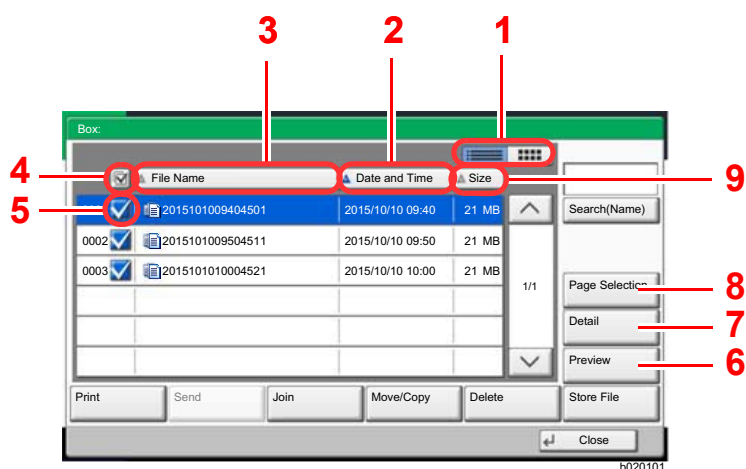 3 2 1
Box:
4 File Name Date and Time Size 9
5 2015101009404501 2015/10/10 09:40 21 MB Search(Name)
0002 2015101009504511 2015/10/10 09:50 21 MB
0003 2015101010004521 2015/10/10 10:00 21 MB 1/1 Page Selection 8
Detail 7
Preview 6
Print Send Join Move/Copy Delete Store File
Close
b020101